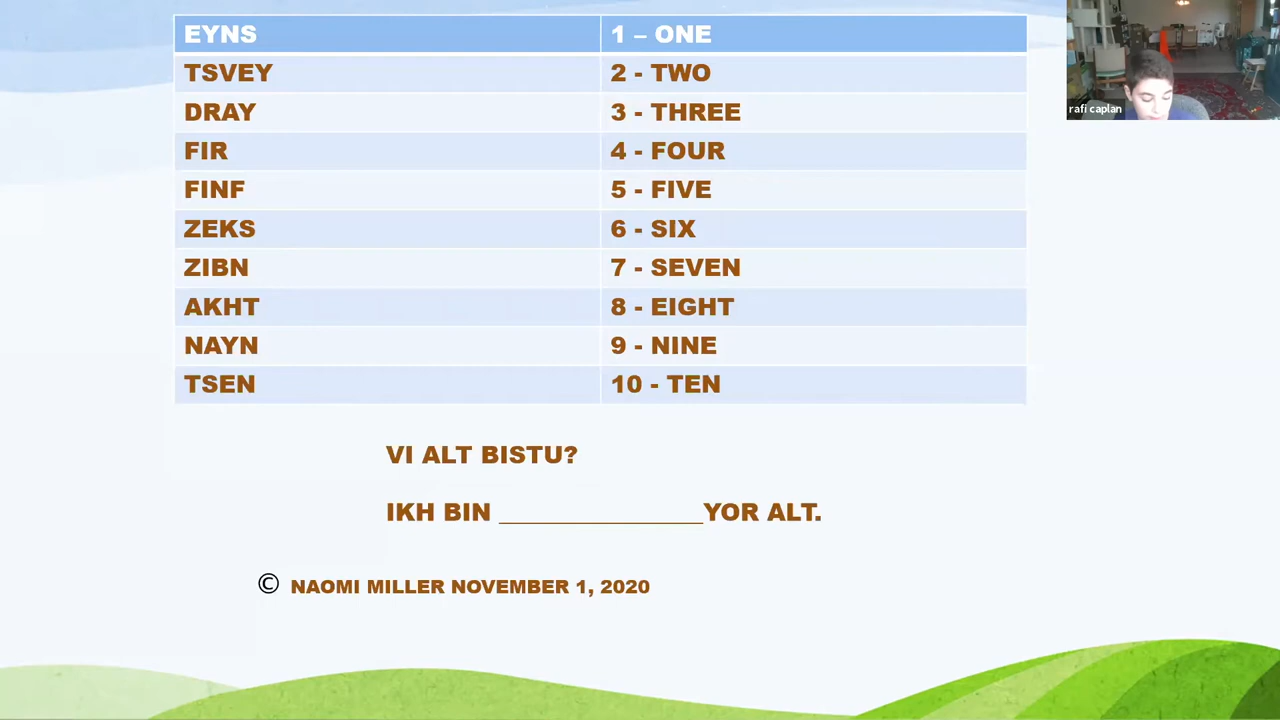 EYNS 1 – ONE
TSVEY 2 - TWO
DRAY 3 - THREE
FIR 4 - FOUR
FINF 5 - FIVE
ZEKS 6 - SIX
ZIBN 7 - SEVEN
AKHT 8 - EIGHT
NAYN 9 - NINE
TSEN 10 - TEN
rafi caplan
VI ALT BISTU?
IKH BIN _______________YOR ALT.
© NAOMI MILLER NOVEMBER 1, 2020